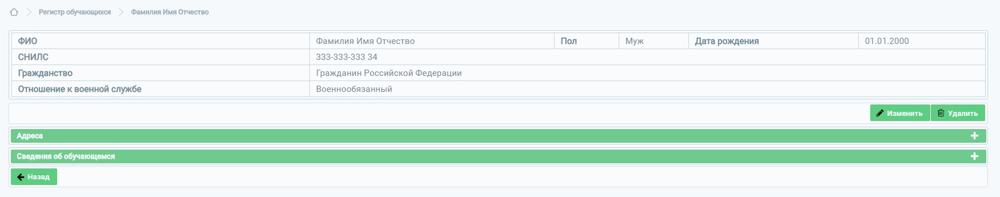 Регистр обучающихся Фамилия Имя Отчество
ФИО Фамилия Имя Отчество Пол Муж Дата рождения 01.01.2000
СНИЛС 333-333-333 34
Гражданство Гражданин Российской Федерации
Отношение к военной службе Военнообязанный
Изменить Удалить
Адреса
Сведения об обучающемся
Назад